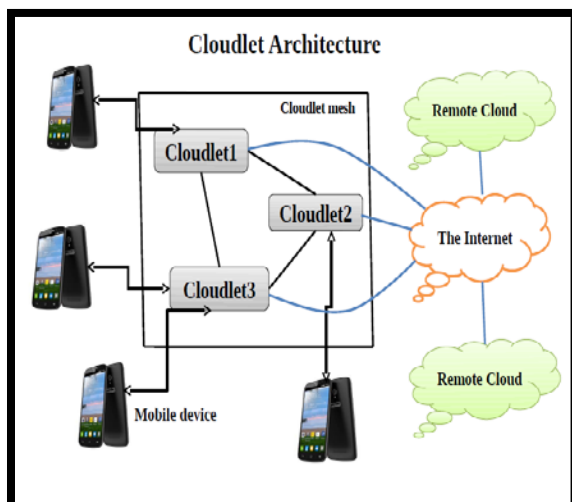 Cloudlet Architecture
Cloudlet mesh
Remote Cloud
Cloudlet1
Cloudlet2
The Internet
Cloudlet3
Remote Cloud
Mobile device